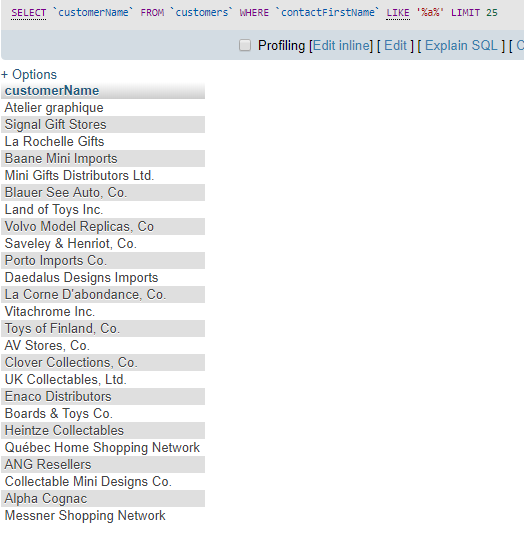 SELECT `customerName` FROM `customers` WHERE `contactFirstName` LIKE '%a%' LIMIT 25
Profiling [Edit inline] [ Edit ] [ Explain SQL ] [ C
+ Options
customerName
Atelier graphique
Signal Gift Stores
La Rochelle Gifts
Baane Mini Imports
Mini Gifts Distributors Ltd.
Blauer See Auto, Co.
Land of Toys Inc.
Volvo Model Replicas, Co
Saveley & Henriot, Co.
Porto Imports Co.
Daedalus Designs Imports
La Corne D'abondance, Co.
Vitachrome Inc.
Toys of Finland, Co.
AV Stores, Co.
Clover Collections, Co.
UK Collectables, Ltd.
Enaco Distributors
Boards & Toys Co.
Heintze Collectables
Québec Home Shopping Network
ANG Resellers
Collectable Mini Designs Co.
Alpha Cognac
Messner Shopping Network